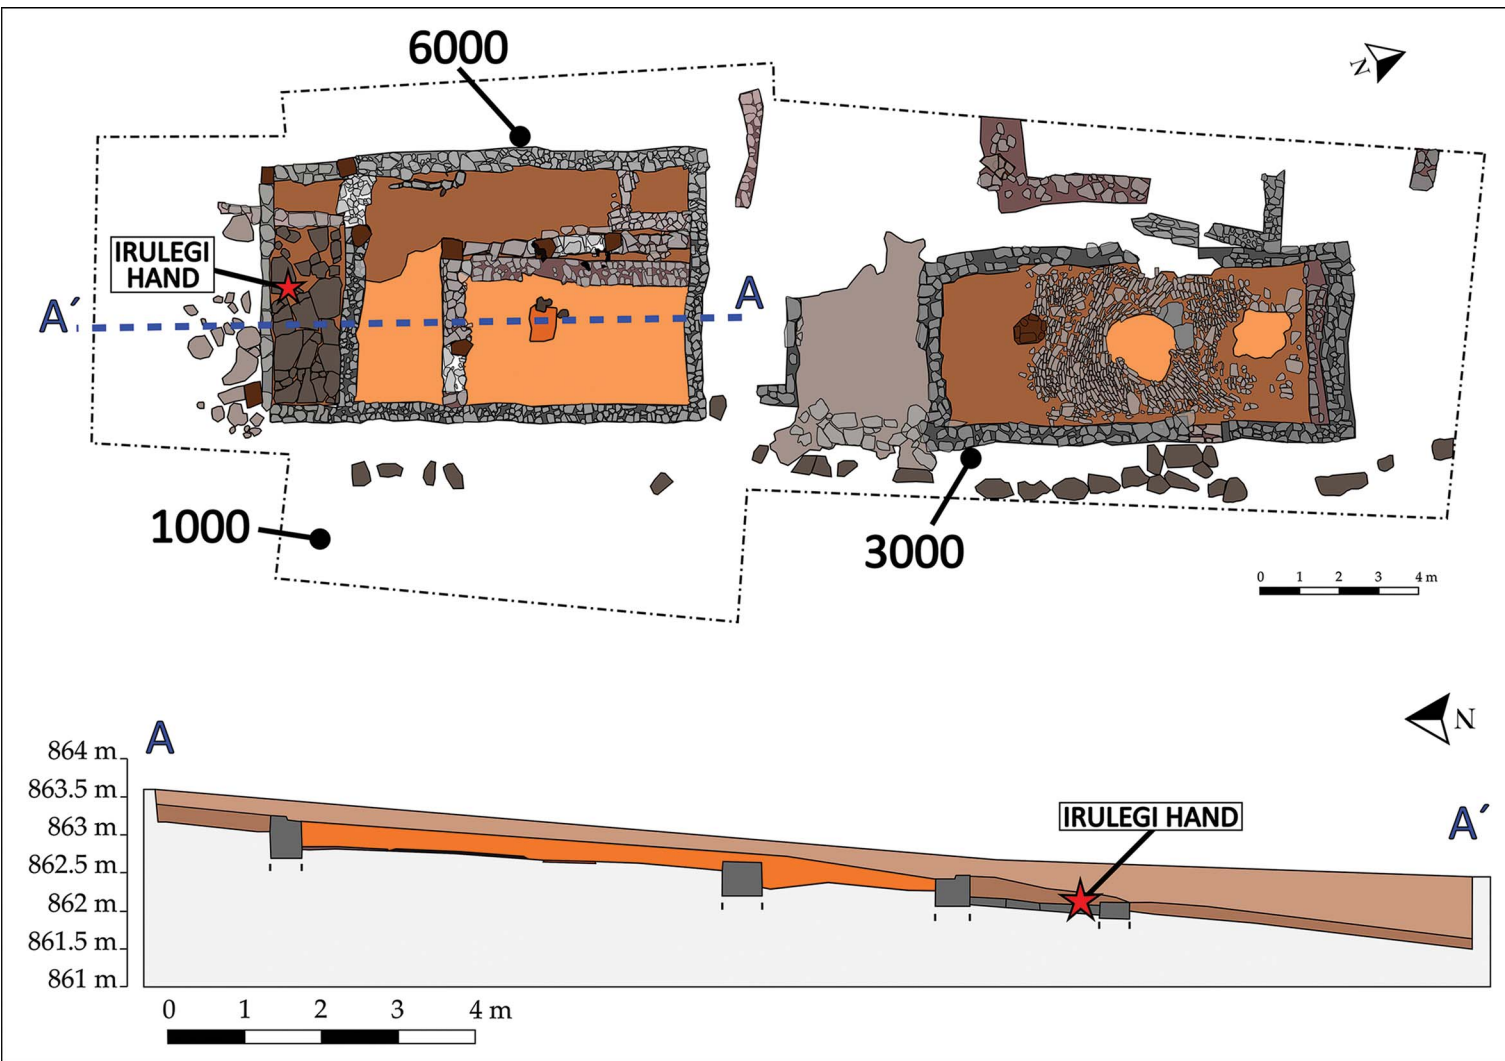 6000
N
IRULEGI
HAND
A´
A
1000
3000
0 1 2 3 4 m
A
N
864 m
863.5 m
863 m
862.5 m
862 m
861.5 m
861 m
IRULEGI HAND
A´
0 1 2 3 4 m